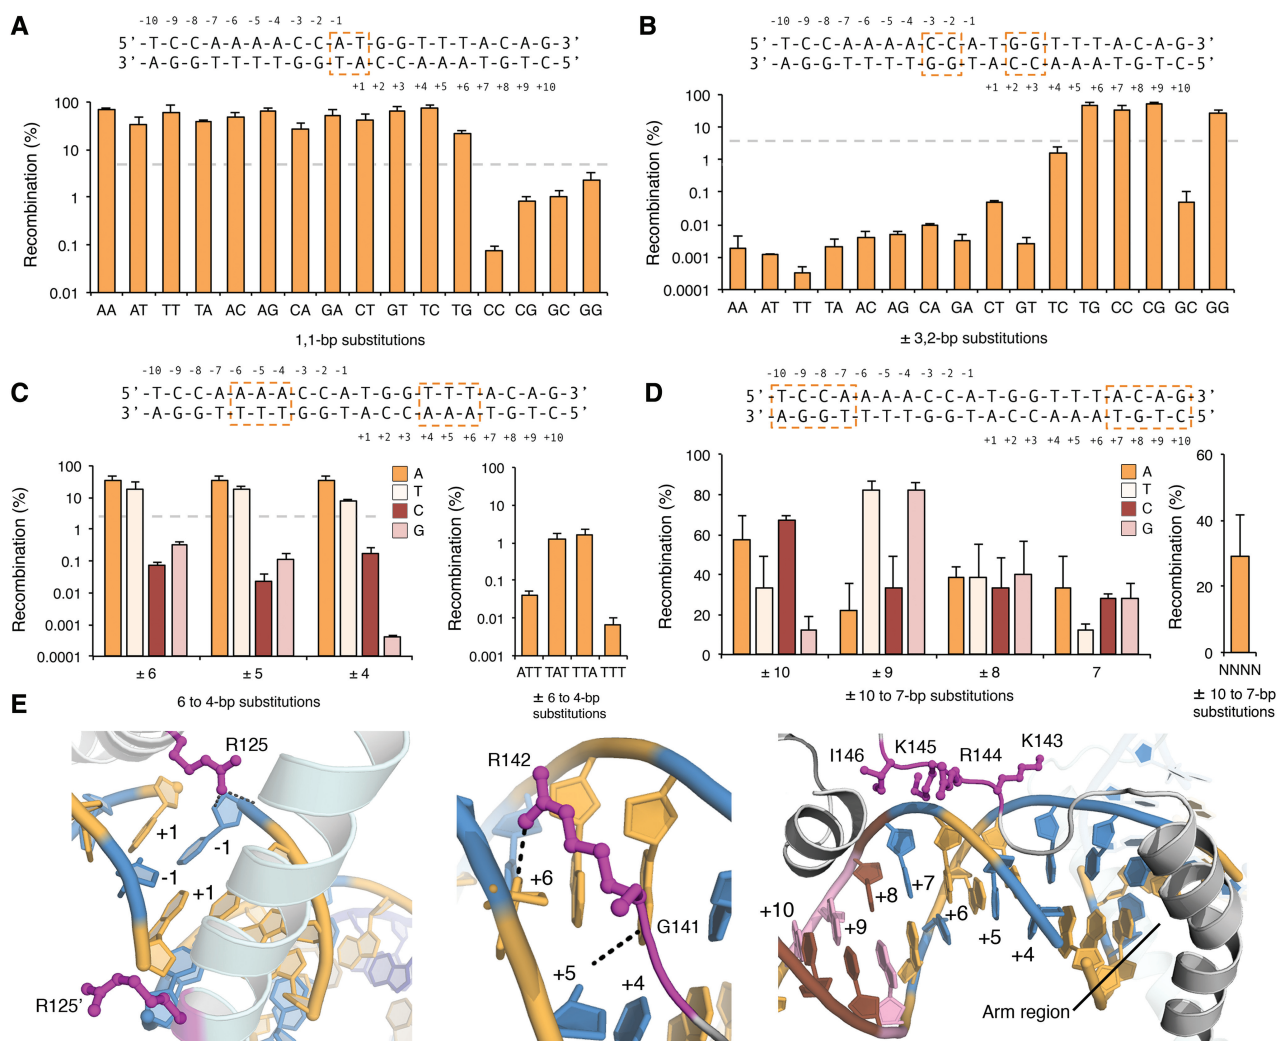 A
-10 -9 -8 -7 -6 -5 -4 -3 -2 -1
5'-T-C-C-A-A-A-A-C-C-A-T-G-G-T-T-T-A-C-A-G-3'
3'-A-G-G-T-T-T-T-G-G-T-A-C-C-A-A-A-T-G-T-C-5'
+1 +2 +3 +4 +5 +6 +7 +8 +9 +10
Recombination (%)
100
10
1
0.1
0.01
AA AT TT TA AC AG CA GA CT GT TC TG CC CG GC GG
1,1-bp substitutions
B
-10 -9 -8 -7 -6 -5 -4 -3 -2 -1
5'-T-C-C-A-A-A-A-C-C-A-T-G-G-T-T-T-A-C-A-G-3'
3'-A-G-G-T-T-T-T-G-G-T-A-C-C-A-A-A-T-G-T-C-5'
+1 +2 +3 +4 +5 +6 +7 +8 +9 +10
Recombination (%)
100
10
1
0.1
0.01
0.001
0.0001
AA AT TT TA AC AG CA GA CT GT TC TG CC CG GC GG
± 3,2-bp substitutions
C
-10 -9 -8 -7 -6 -5 -4 -3 -2 -1
5'-T-C-C-A-A-A-A-C-C-A-T-G-G-T-T-T-A-C-A-G-3'
3'-A-G-G-T-T-T-T-G-G-T-A-C-C-A-A-A-T-G-T-C-5'
+1 +2 +3 +4 +5 +6 +7 +8 +9 +10
Recombination (%)
100
10
1
0.1
0.01
0.001
0.0001
A
T
C
G
± 6 ± 5 ± 4
6 to 4-bp substitutions
Recombination (%)
100
10
1
0.1
0.01
0.001
ATT TAT TTA TTT
± 6 to 4-bp
substitutions
D
-10 -9 -8 -7 -6 -5 -4 -3 -2 -1
5'-T-C-C-A-A-A-A-C-C-A-T-G-G-T-T-T-A-C-A-G-3'
3'-A-G-G-T-T-T-T-G-G-T-A-C-C-A-A-A-T-G-T-C-5'
+1 +2 +3 +4 +5 +6 +7 +8 +9 +10
Recombination (%)
100
80
60
40
20
0
A
T
C
G
± 10 ± 9 ± 8 7
± 10 to 7-bp substitutions
Recombination (%)
60
40
20
0
NNNN
± 10 to 7-bp
substitutions
E
R125
+1
-1
-1
+1
R125'
R142
+6
G141
+5
+4
I146
K145
R144
K143
+10
+9
+8
+7
+6
+5
+4
Arm region